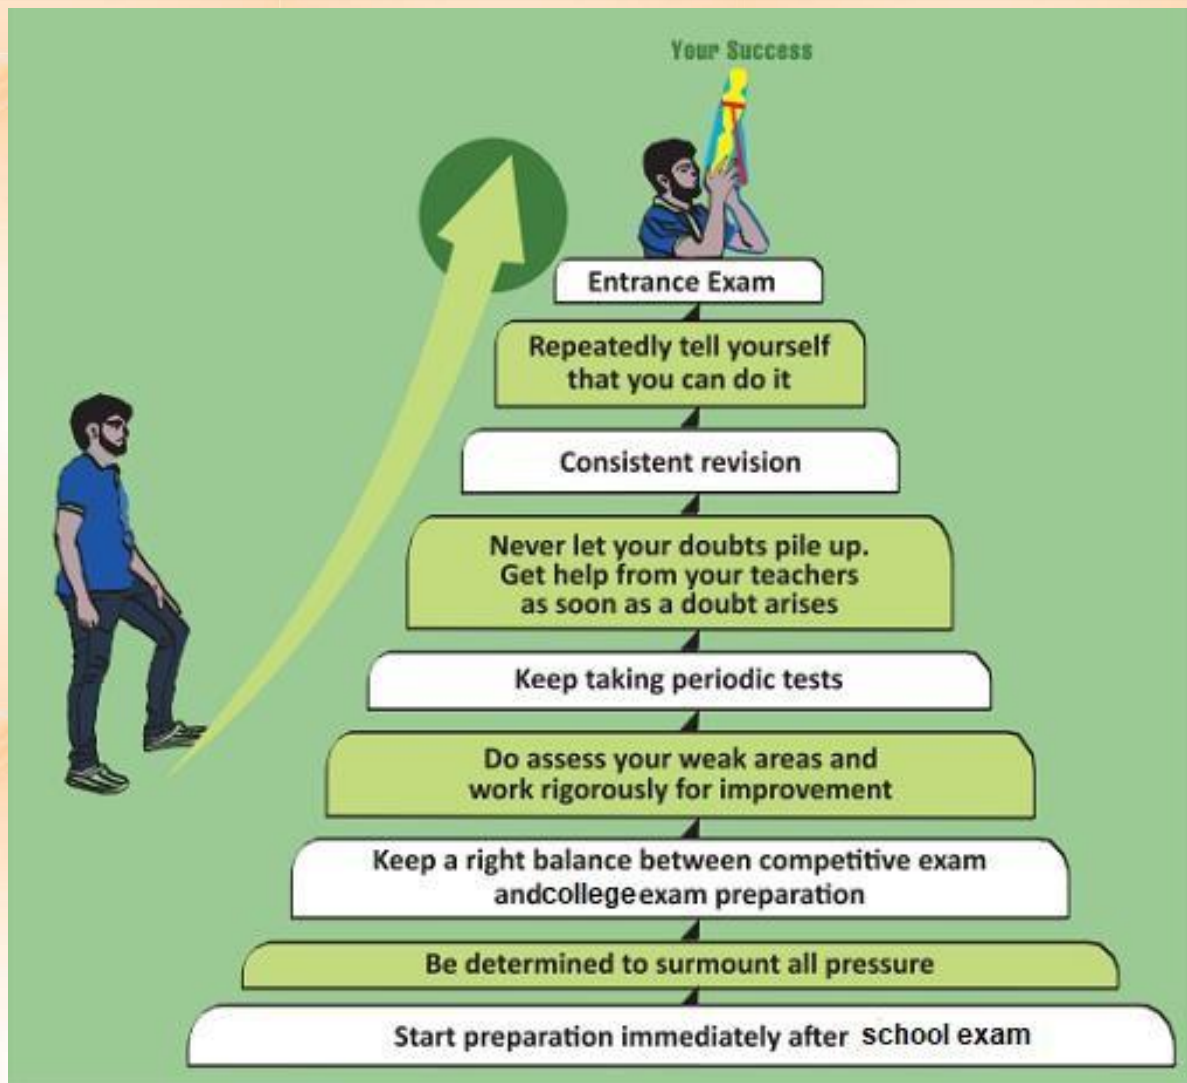 Your Success
Entrance Exam
Repeatedly tell yourself
that you can do it
Consistent revision
Never let your doubts pile up.
Get help from your teachers
as soon as a doubt arises
Keep taking periodic tests
Do assess your weak areas and
work rigorously for improvement
Keep a right balance between competitive exam
andcollege exam preparation
Be determined to surmount all pressure
Start preparation immediately after school exam